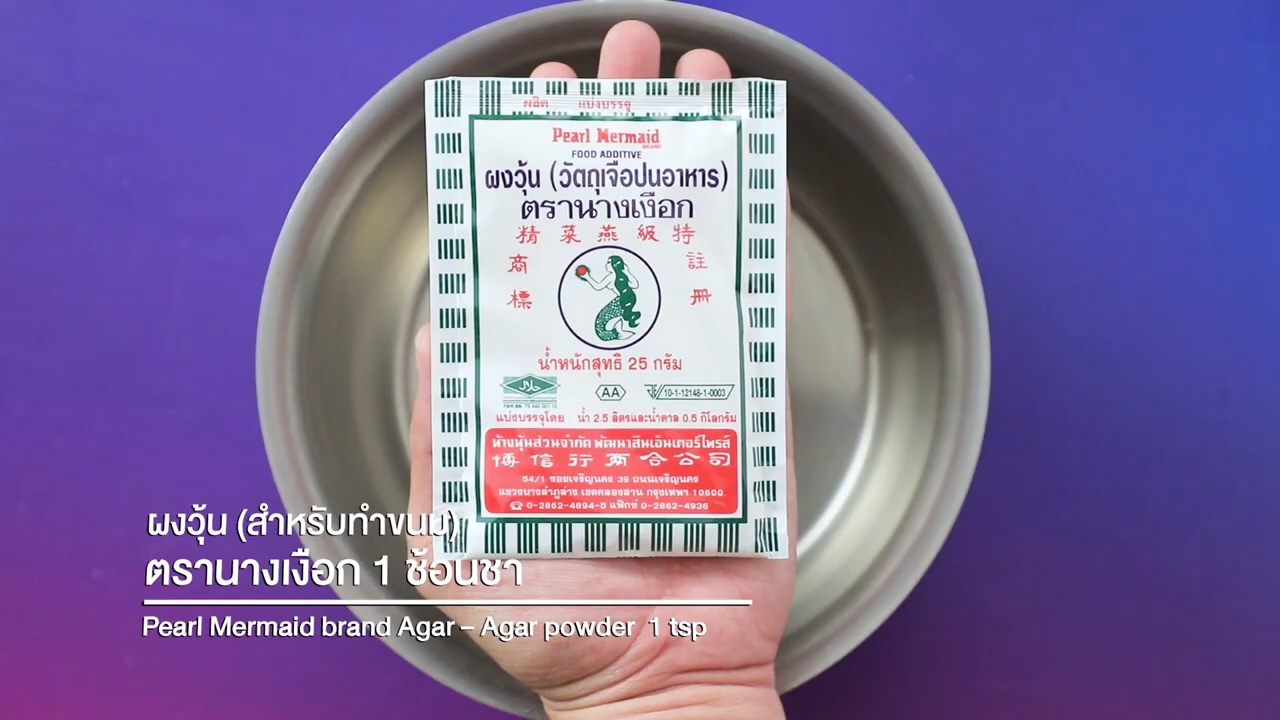 ผลิต แบ่งบรรจุ
Pearl Mermaid
BRAND
FOOD ADDITIVE
ผงวุ้น (วัตถุเจือปนอาหาร)
ตรานางเงือก
精 菜 燕 級 特
商 註
標 冊
น้ำหนักสุทธิ 25 กรัม
حلال AA 10-1-12148-1-0003
แบ่งบรรจุโดย น้ำ 2.5 ลิตรและน้ำตาล 0.5 กิโลกรัม
ห้างหุ้นส่วนจำกัด พัฒนาสินเอ็นเตอร์ไพรส์
博信行両合公司
54/1 ซอยเจริญนคร 39 ถนนเจริญนคร
แขวงบางลำภูล่าง เขตคลองสาน กรุงเทพฯ 10600
0-2862-4894-5 แฟ็กซ์ 0-2862-4936
ผงวุ้น (สำหรับทำขนม)
ตรานางเงือก 1 ช้อนชา
Pearl Mermaid brand Agar – Agar powder 1 tsp